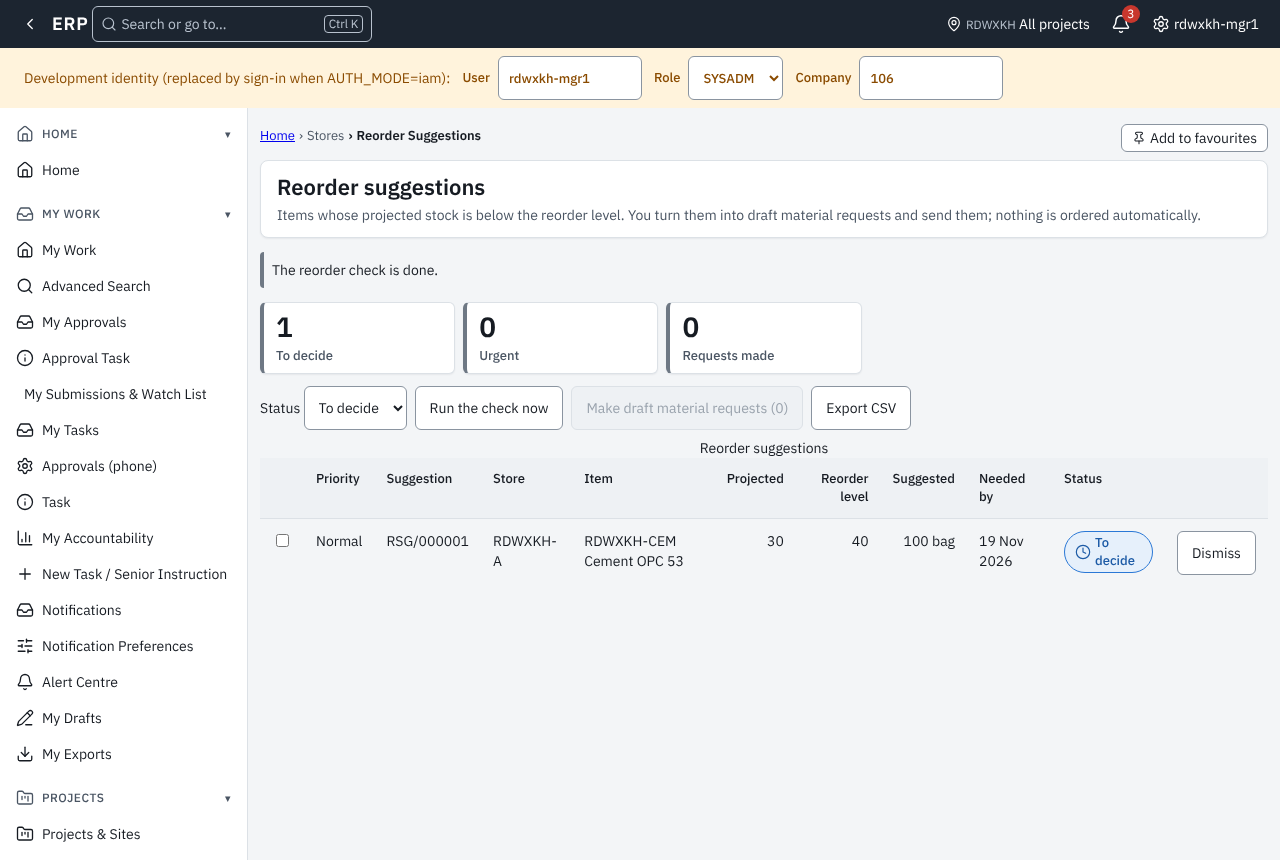 ERP
Search or go to...
Ctrl K
RDWXKH All projects
3
rdwxkh-mgr1
Development identity (replaced by sign-in when AUTH_MODE=iam):
User
rdwxkh-mgr1
Role
SYSADM
Company
106
HOME
Home
MY WORK
My Work
Advanced Search
My Approvals
Approval Task
My Submissions & Watch List
My Tasks
Approvals (phone)
Task
My Accountability
New Task / Senior Instruction
Notifications
Notification Preferences
Alert Centre
My Drafts
My Exports
PROJECTS
Projects & Sites
Home › Stores › Reorder Suggestions
Add to favourites
Reorder suggestions
Items whose projected stock is below the reorder level. You turn them into draft material requests and send them; nothing is ordered automatically.
The reorder check is done.
1
To decide
0
Urgent
0
Requests made
Status
To decide
Run the check now
Make draft material requests (0)
Export CSV
Reorder suggestions
Priority
Suggestion
Store
Item
Projected
Reorder
level
Suggested
Needed
by
Status
Normal
RSG/000001
RDWXKH-
A
RDWXKH-CEM
Cement OPC 53
30
40
100 bag
19 Nov
2026
To
decide
Dismiss